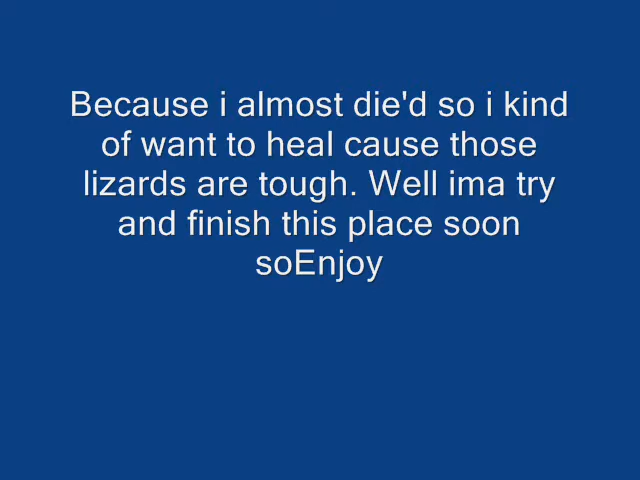 Because i almost die'd so i kind
of want to heal cause those
lizards are tough. Well ima try
and finish this place soon
soEnjoy